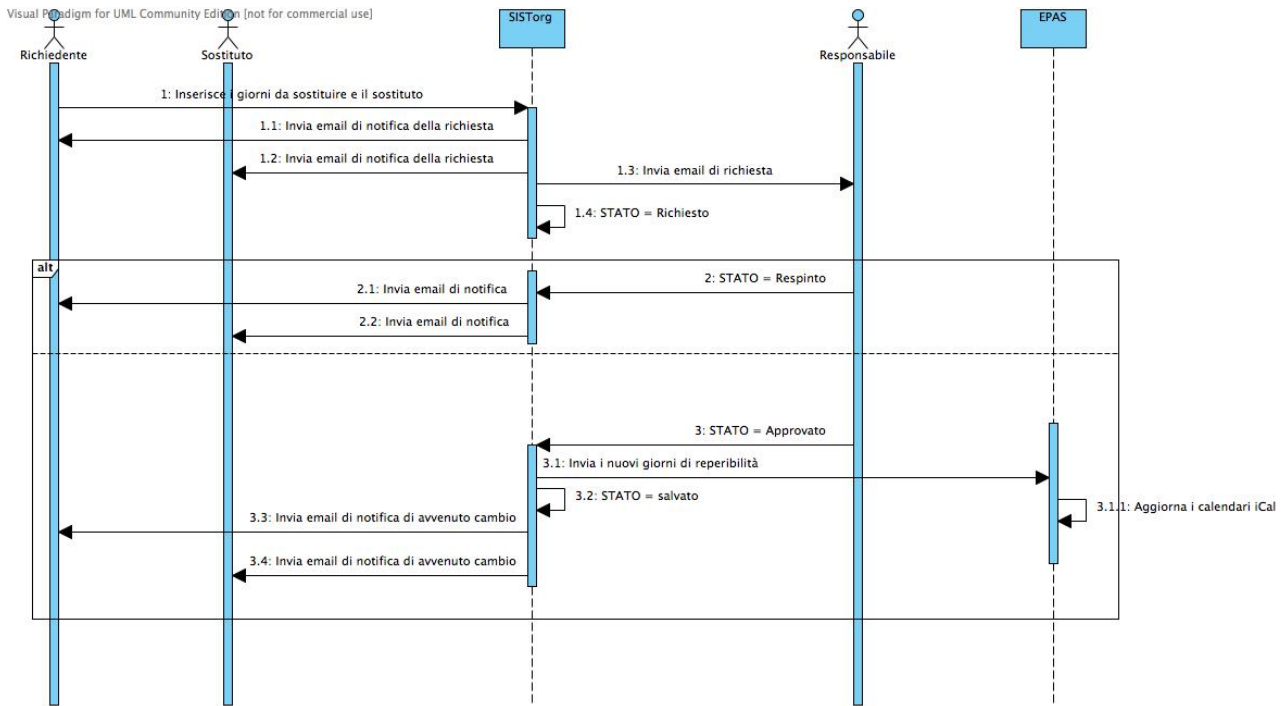 Visual Paradigm for UML Community Edition [not for commercial use]
SISTorg
EPAS
Richiedente
Sostituto
Responsabile
1: Inserisce i giorni da sostituire e il sostituto
1.1: Invia email di notifica della richiesta
1.2: Invia email di notifica della richiesta
1.3: Invia email di richiesta
1.4: STATO = Richiesto
alt
2: STATO = Respinto
2.1: Invia email di notifica
2.2: Invia email di notifica
3: STATO = Approvato
3.1: Invia i nuovi giorni di reperibilità
3.2: STATO = salvato
3.1.1: Aggiorna i calendari iCal
3.3: Invia email di notifica di avvenuto cambio
3.4: Invia email di notifica di avvenuto cambio